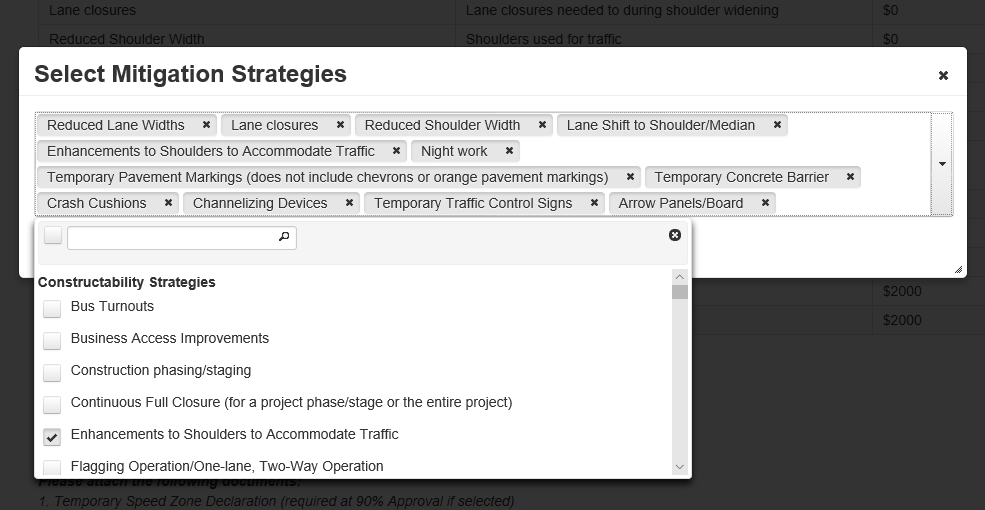 Lane closures Lane closures needed to during shoulder widening $0
Reduced Shoulder Width Shoulders used for traffic $0
Select Mitigation Strategies
Reduced Lane Widths Lane closures Reduced Shoulder Width Lane Shift to Shoulder/Median
Enhancements to Shoulders to Accommodate Traffic Night work
Temporary Pavement Markings (does not include chevrons or orange pavement markings) Temporary Concrete Barrier
Crash Cushions Channelizing Devices Temporary Traffic Control Signs Arrow Panels/Board
Constructability Strategies
Bus Turnouts
$2000
Business Access Improvements
$2000
Construction phasing/staging
Continuous Full Closure (for a project phase/stage or the entire project)
Enhancements to Shoulders to Accommodate Traffic
Flagging Operation/One-lane, Two-Way Operation
Please attach the following documents:
1. Temporary Speed Zone Declaration (required at 90% Approval if selected)